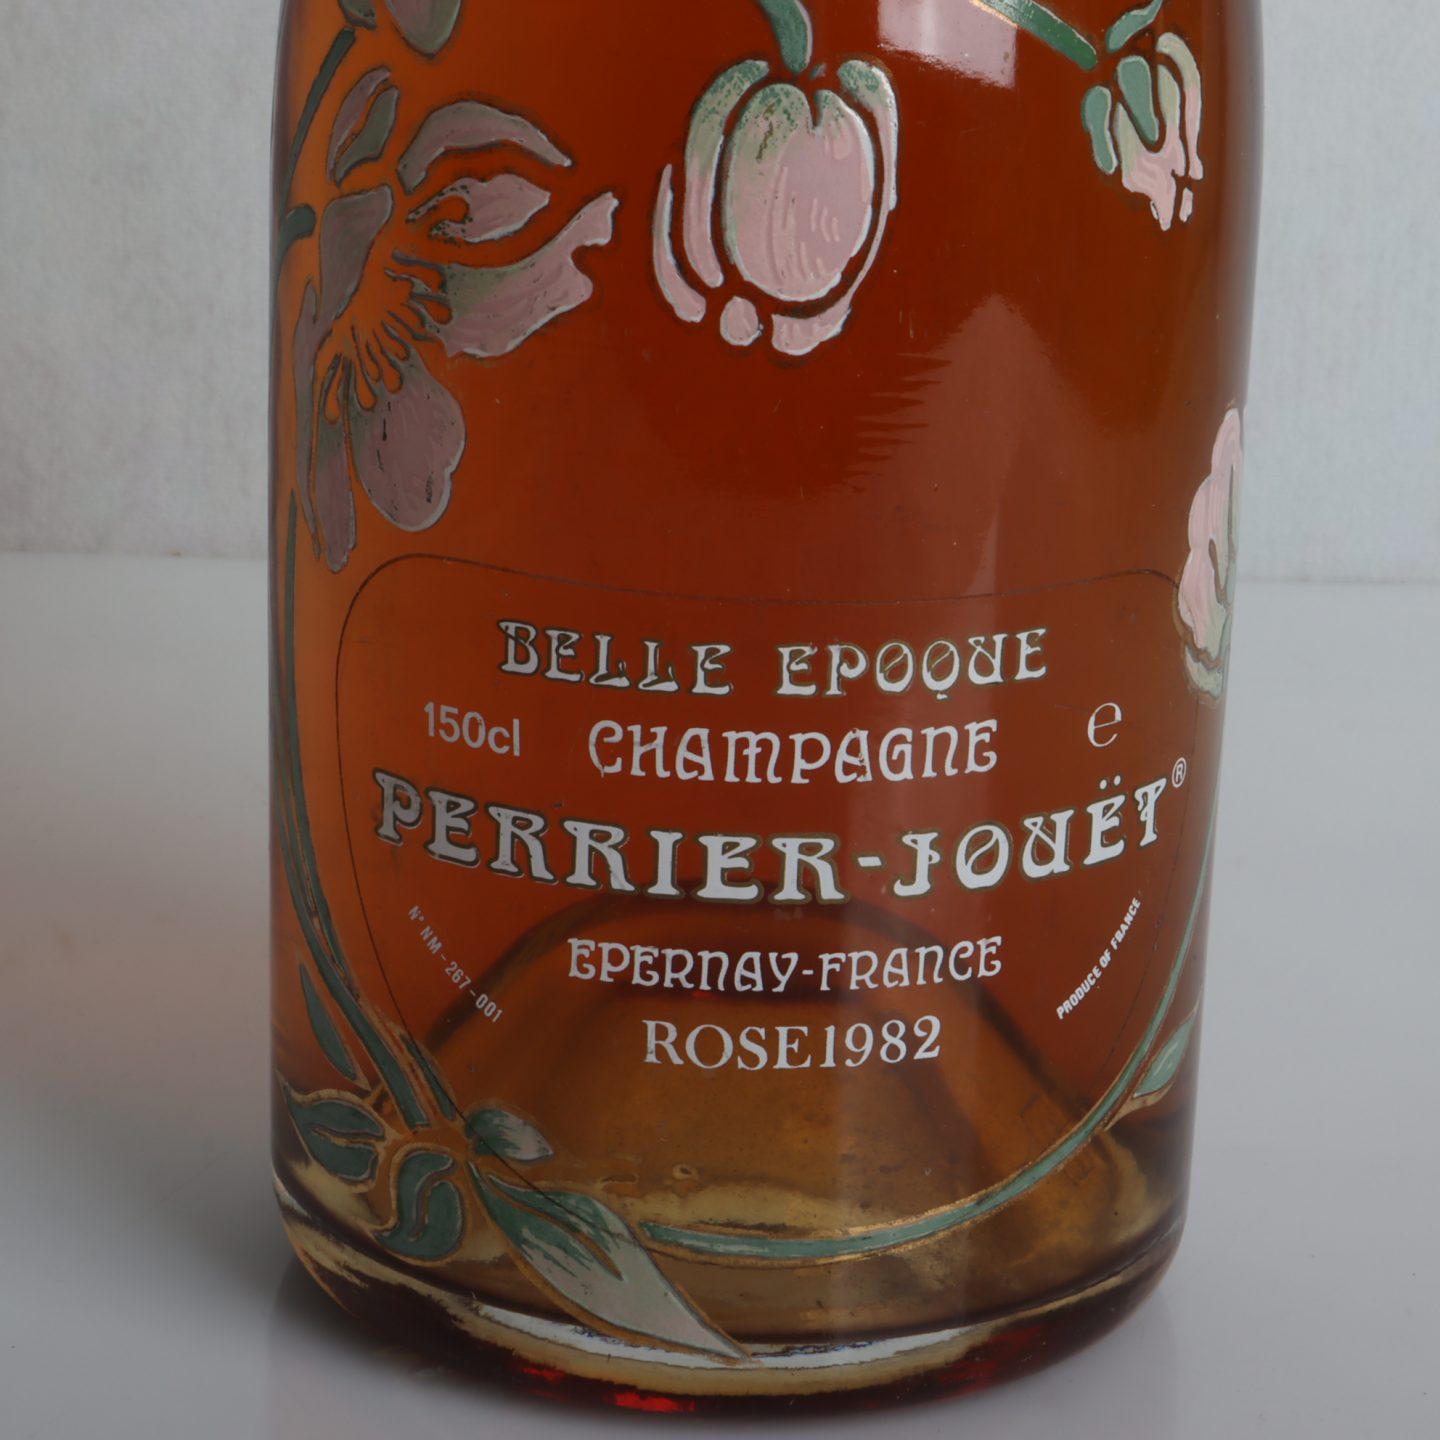 BELLE EPOQUE
150cl CHAMPAGNE e
PERRIER-JOUËT®
N° NM-267-001
PRODUCE OF FRANCE
EPERNAY-FRANCE
ROSE1982